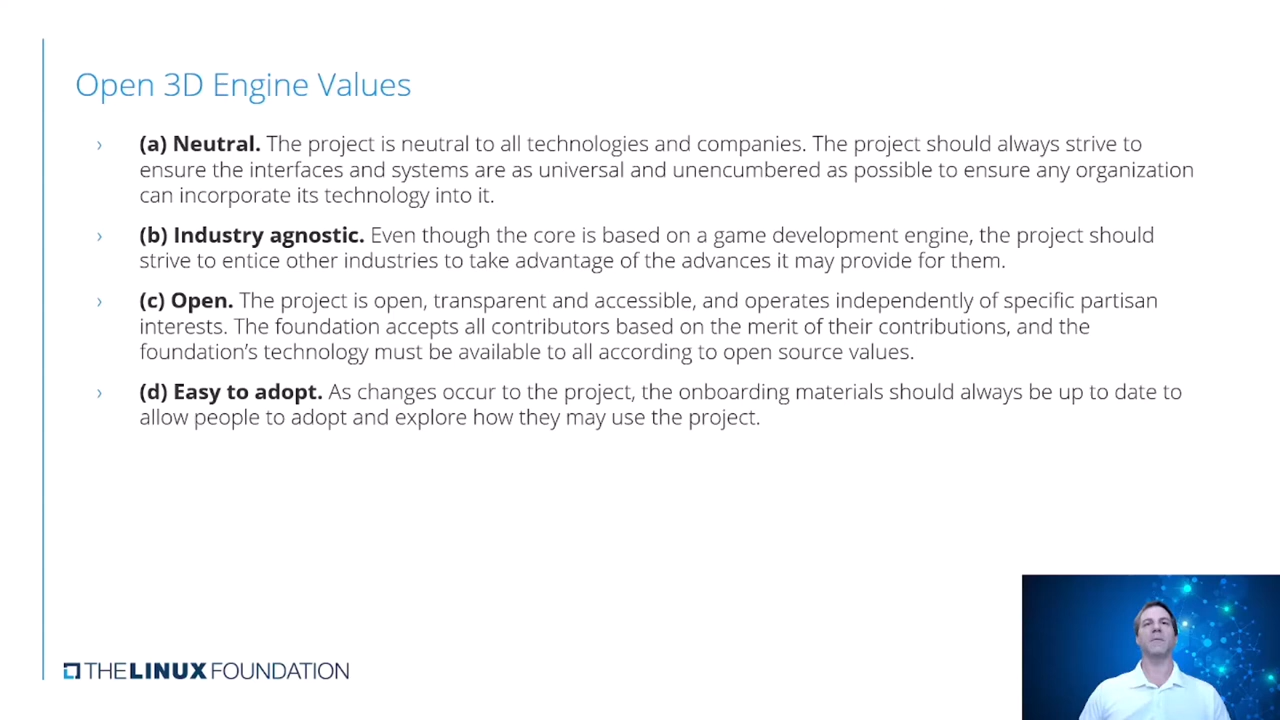 Open 3D Engine Values
› (a) Neutral. The project is neutral to all technologies and companies. The project should always strive to
ensure the interfaces and systems are as universal and unencumbered as possible to ensure any organization
can incorporate its technology into it.
› (b) Industry agnostic. Even though the core is based on a game development engine, the project should
strive to entice other industries to take advantage of the advances it may provide for them.
› (c) Open. The project is open, transparent and accessible, and operates independently of specific partisan
interests. The foundation accepts all contributors based on the merit of their contributions, and the
foundation’s technology must be available to all according to open source values.
› (d) Easy to adopt. As changes occur to the project, the onboarding materials should always be up to date to
allow people to adopt and explore how they may use the project.
THE LINUX FOUNDATION